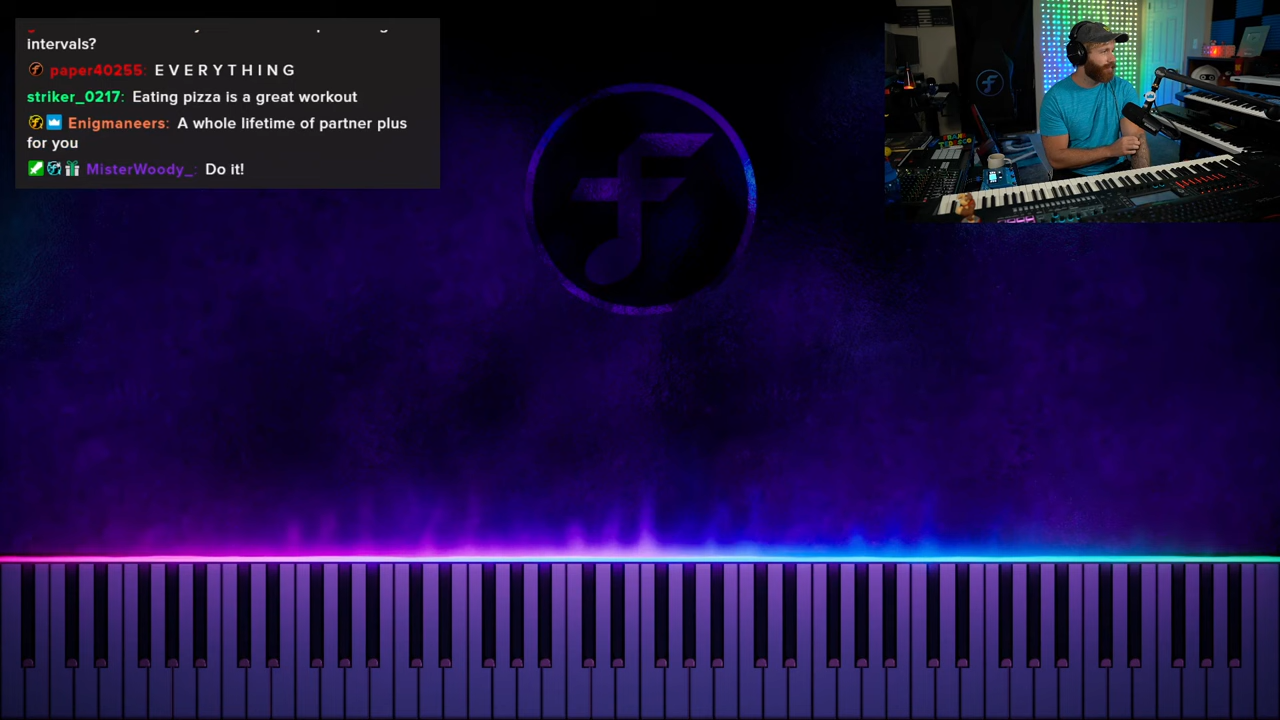 intervals?
paper40255: E V E R Y T H I N G
striker_0217: Eating pizza is a great workout
Enigmaneers: A whole lifetime of partner plus
for you
MisterWoody_: Do it!